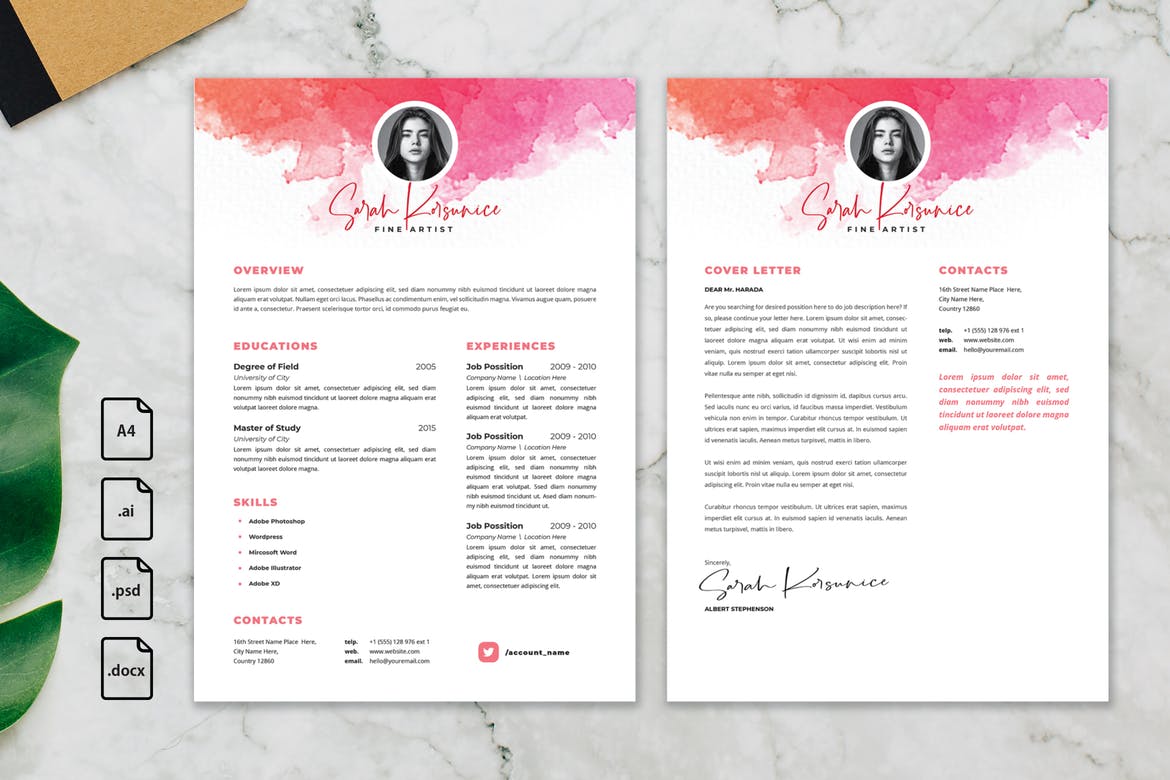 A4
.ai
.psd
.docx
Sarah Korsunice
FINE ARTIST
OVERVIEW
Lorem ipsum dolor sit amet, consectetuer adipiscing elit, sed diam nonummy nibh euismod tincidunt ut laoreet dolore magna
aliquam erat volutpat. Nullam eget orci lacus. Phasellus ac condimentum enim, vel sollicitudin magna. Vivamus augue quam, posuere
id ante a, consectetur. Praesent scelerisque tortor orci, id commodo purus feugiat eu.
EDUCATIONS
Degree of Field 2005
University of City
Lorem ipsum dolor sit amet, consectetuer adipiscing elit, sed diam
nonummy nibh euismod tincidunt ut laoreet dolore magna aliquam erat
volutpat laoreet dolore magna.
Master of Study 2015
University of City
Lorem ipsum dolor sit amet, consectetuer adipiscing elit, sed diam
nonummy nibh euismod tincidunt ut laoreet dolore magna aliquam erat
volutpat laoreet dolore magna.
SKILLS
Adobe Photoshop
Wordpress
Mircosoft Word
Adobe Illustrator
Adobe XD
EXPERIENCES
Job Possition 2009 - 2010
Company Name \ Location Here
Lorem ipsum dolor sit amet, consectetuer
adipiscing elit, sed diam nonummy nibh
euismod tincidunt ut laoreet dolore magna
aliquam erat volutpat.
Job Possition 2009 - 2010
Company Name \ Location Here
Lorem ipsum dolor sit amet, consectetuer
adipiscing elit, sed diam nonummy nibh
euismod tincidunt ut laoreet dolore magna
aliquam erat volutpat. Sed diam nonummy
nibh euismod tincidunt ut. Ased diam nonum-
my nibh euismod tincidunt ut.
Job Possition 2009 - 2010
Company Name \ Location Here
Lorem ipsum dolor sit amet, consectetuer
adipiscing elit, sed diam nonummy nibh
euismod tincidunt ut laoreet dolore magna
aliquam erat volutpat. Lorem ipsum dolor sit
amet, consectetuer adipiscing elit.
CONTACTS
16th Street Name Place Here,
City Name Here,
Country 12860
telp. +1 (555) 128 976 ext 1
web. www.website.com
email. hello@youremail.com
/account_name
Sarah Korsunice
FINE ARTIST
COVER LETTER
DEAR Mr. HARADA
Are you searching for desired possition here to do job description here? If
so, please continue your letter here. Lorem ipsum dolor sit amet, consec-
tetuer adipiscing elit, sed diam nonummy nibh euismod tincidunt ut
laoreet dolore magna aliquam erat volutpat. Ut wisi enim ad minim
veniam, quis nostrud exerci tation ullamcorper suscipit lobortis nisl ut
aliquip. Lorem ipsum dolor sit amet, consectetur adipiscing elit. Proin
vitae nulla eu semper at eget nisi.
Pellentesque ante nibh, sollicitudin id dignissim id, dapibus cursus arcu.
Sed iaculis nunc eu orci varius, id faucibus massa imperdiet. Vestibulum
vehicula non enim in tempor. Curabitur rhoncus tempor vestibulum. Ut
ultrices erat sapien, maximus imperdiet elit cursus at. In euismod sapien
id venenatis iaculis. Aenean metus turpisvel, mattis in libero.
Ut wisi enim ad minim veniam, quis nostrud exerci tation ullamcorper
suscipit lobortis nisl ut aliquip. Lorem ipsum dolor sit amet, consectetur
adipiscing elit. Proin vitae nulla eu semper at eget nisi.
Curabitur rhoncus tempor vestibulum. Ut ultrices erat sapien, maximus
imperdiet elit cursus at. In euismod sapien id venenatis iaculis. Aenean
metus turpisvel, mattis in libero.
Sincerely,
Sarah Korsunice
ALBERT STEPHENSON
CONTACTS
16th Street Name Place Here,
City Name Here,
Country 12860
telp. +1 (555) 128 976 ext 1
web. www.website.com
email. hello@youremail.com
Lorem ipsum dolor sit amet,
consectetuer adipiscing elit, sed
diam nonummy nibh euismod
tincidunt ut laoreet dolore magna
aliquam erat volutpat.